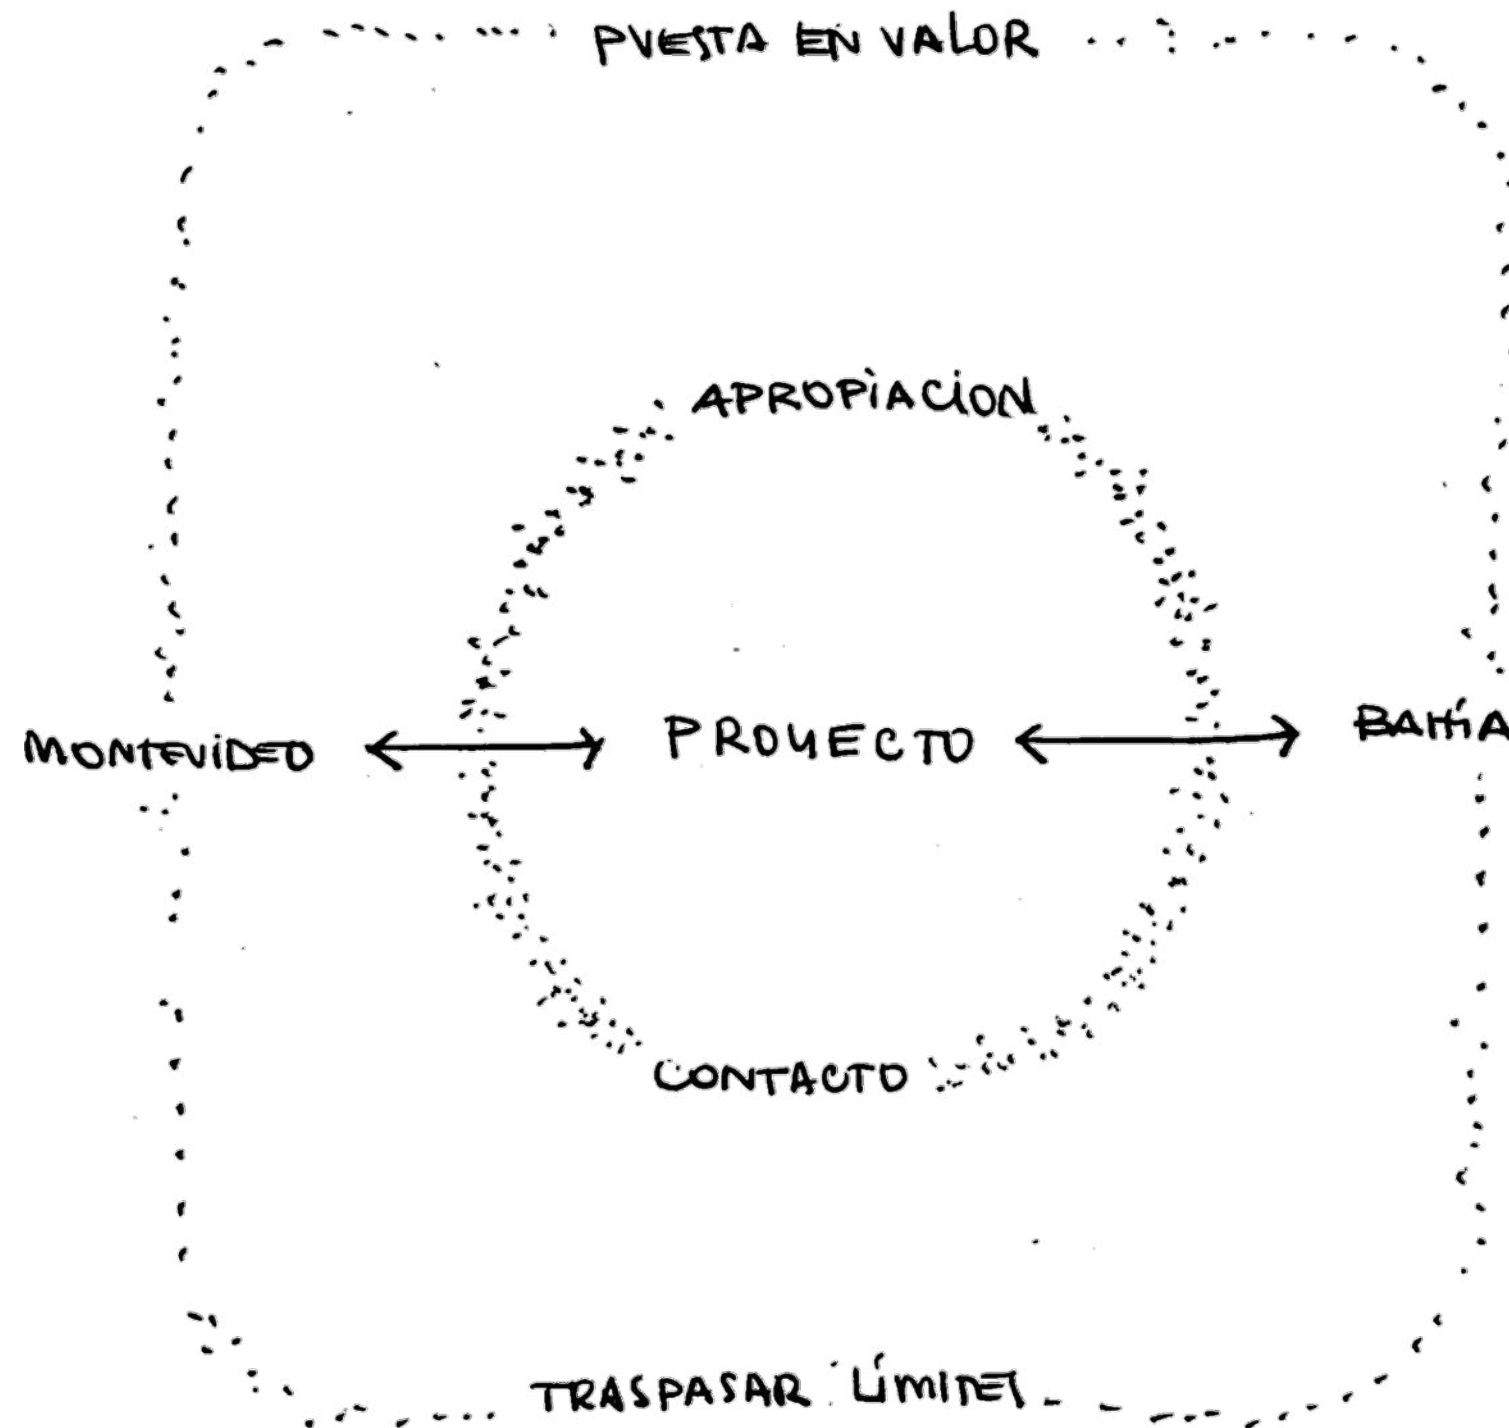 PUESTA EN VALOR
APROPIACION
MONTEVIDEO PROYECTO BAHÍA
CONTACTO
TRASPASAR LÍMITES